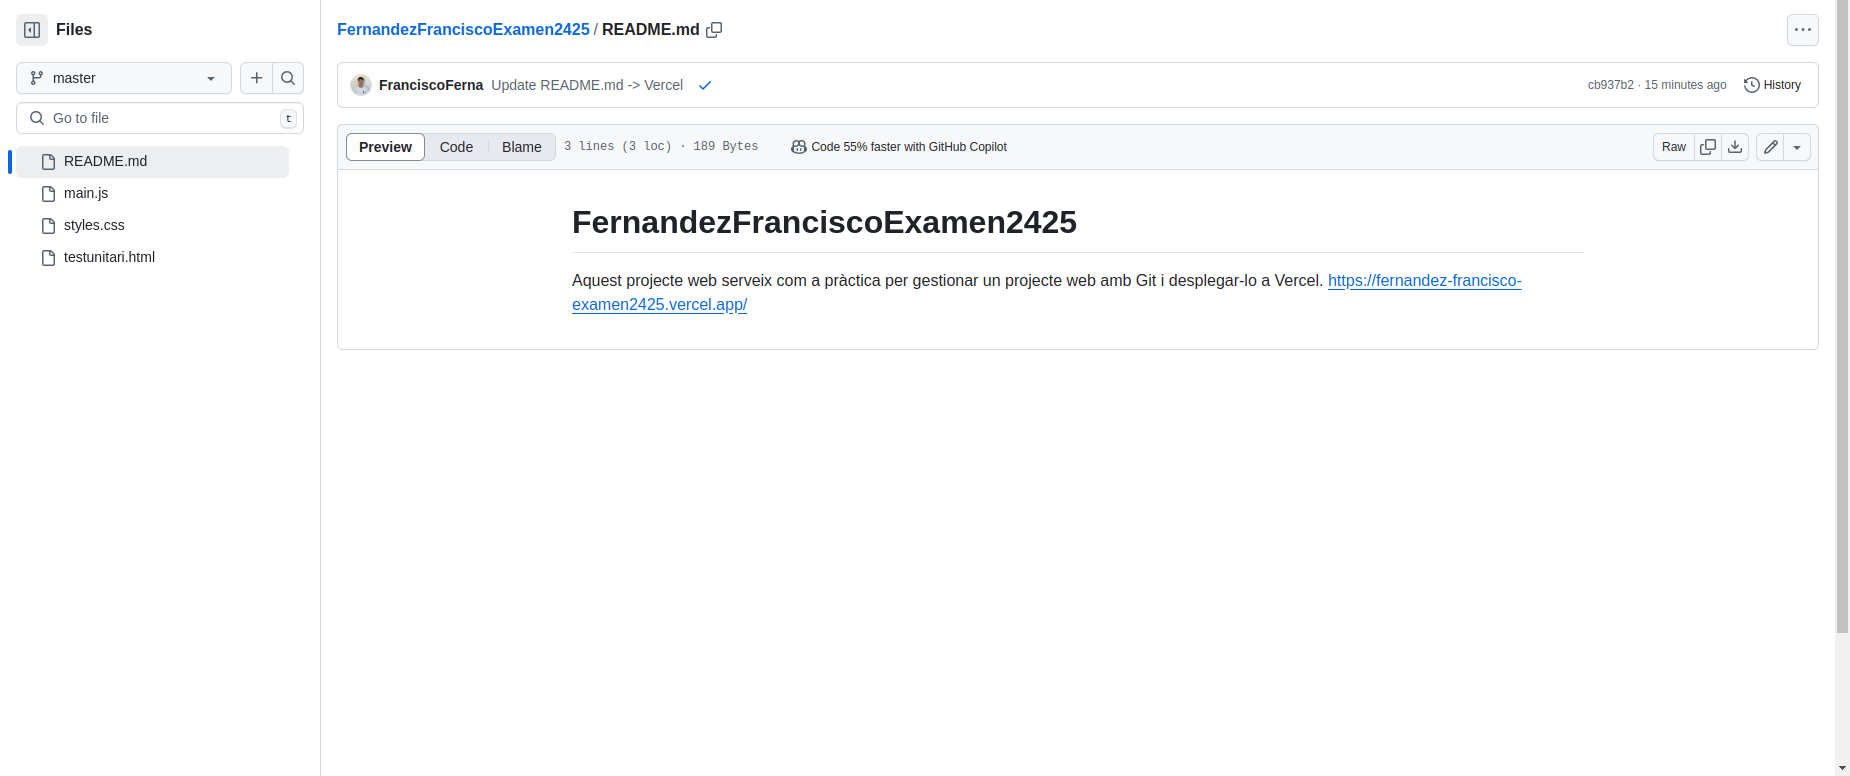 Files
master
Go to file
t
README.md
main.js
styles.css
testunitari.html
FernandezFranciscoExamen2425 / README.md
FranciscoFerna Update README.md -> Vercel
cb937b2 · 15 minutes ago
History
Preview
Code
Blame
3 lines (3 loc) · 189 Bytes
Code 55% faster with GitHub Copilot
Raw
FernandezFranciscoExamen2425
Aquest projecte web serveix com a pràctica per gestionar un projecte web amb Git i desplegar-lo a Vercel. https://fernandez-francisco-
examen2425.vercel.app/